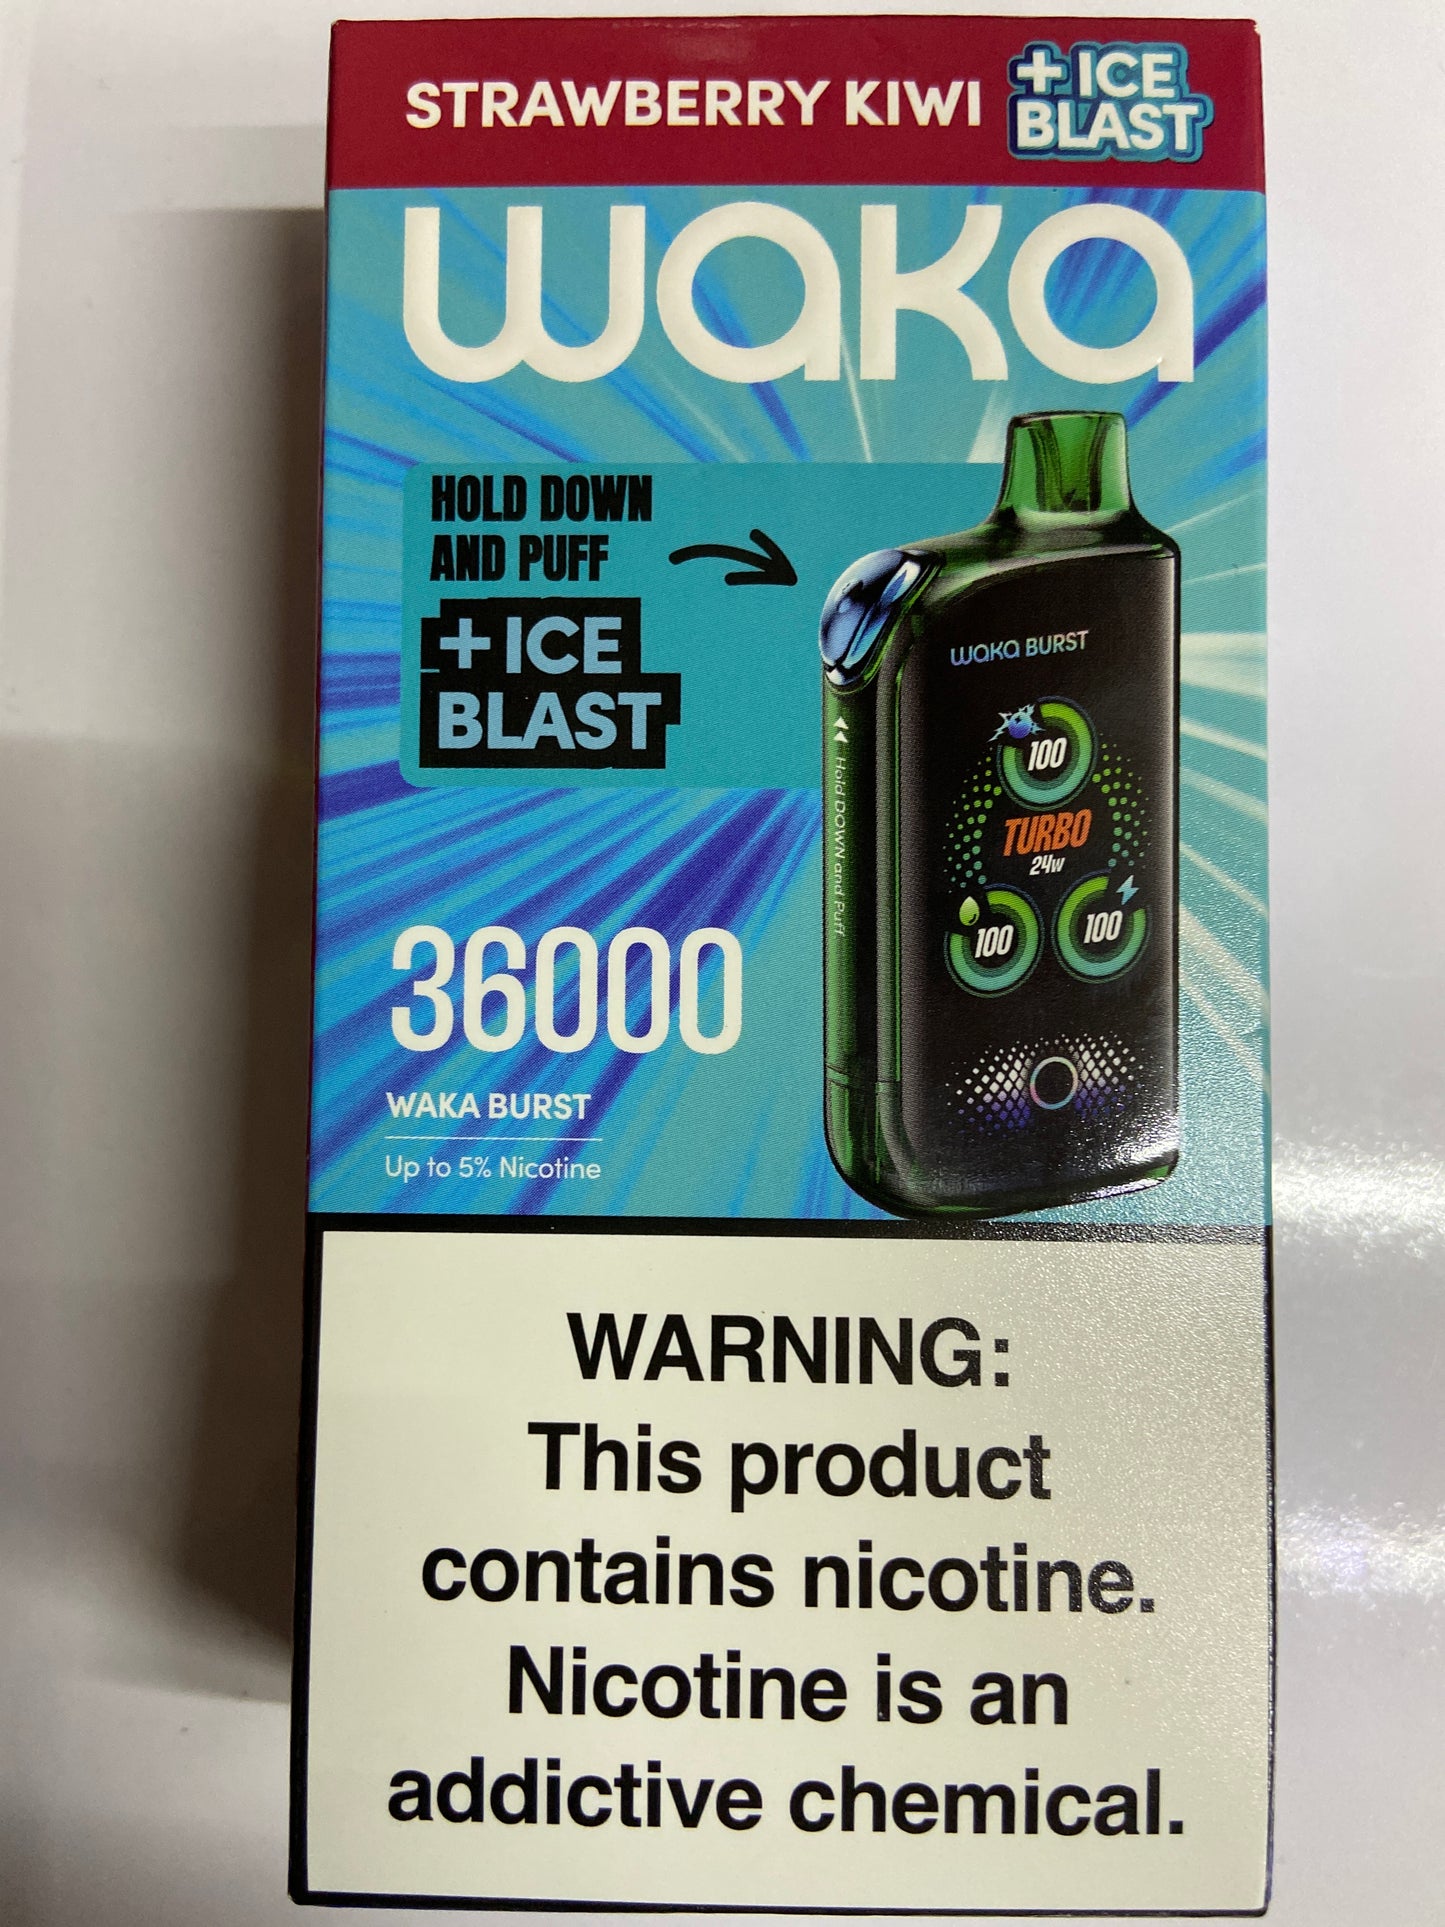 STRAWBERRY KIWI + ICE BLAST
waka
HOLD DOWN
AND PUFF
+ ICE
BLAST
WAKA BURST
100
TURBO
24W
100
100
Hold DOWN and Puff
36000
WAKA BURST
Up to 5% Nicotine
WARNING:
This product
contains nicotine.
Nicotine is an
addictive chemical.